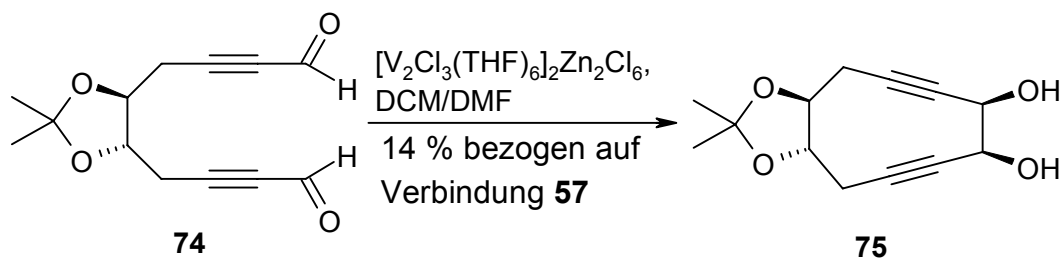 O
H
O
O
H
O
74
[V₂Cl₃(THF)₆]₂Zn₂Cl₆,
DCM/DMF
14 % bezogen auf
Verbindung 57
O
O
OH
OH
75